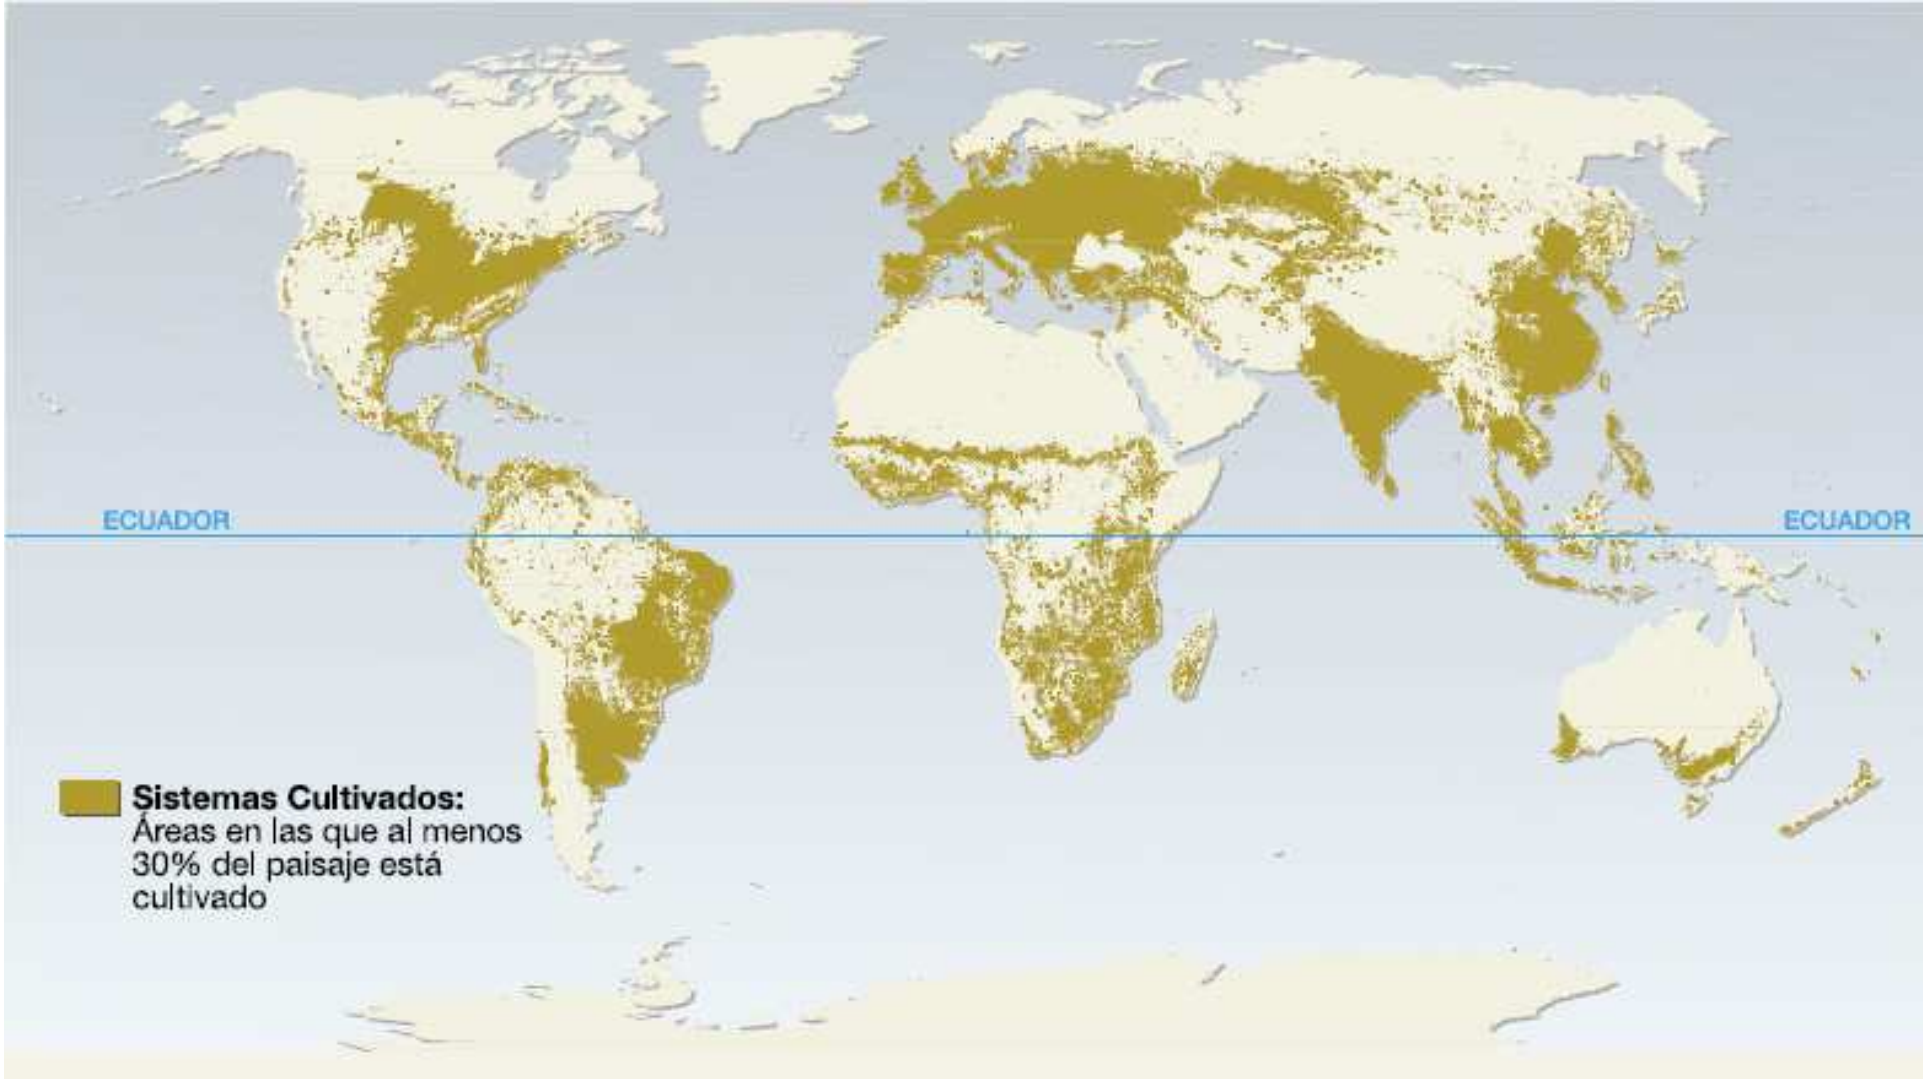 ECUADOR
ECUADOR
Sistemas Cultivados:
Áreas en las que al menos
30% del paisaje está
cultivado